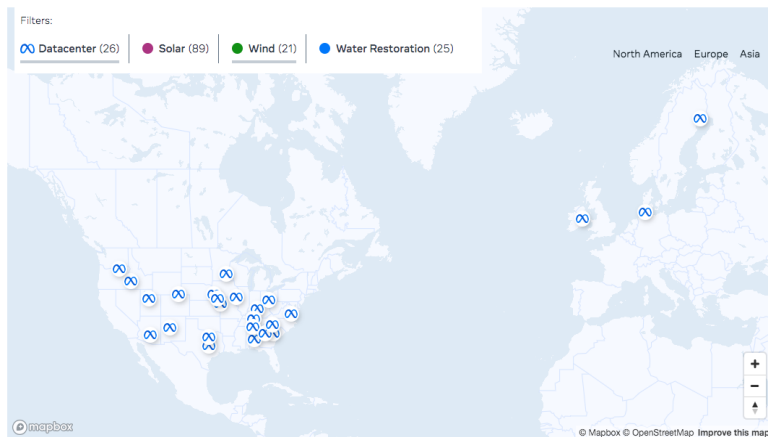 Filters:
Datacenter (26) Solar (89) Wind (21) Water Restoration (25)
North America Europe Asia
mapbox
© Mapbox © OpenStreetMap Improve this map